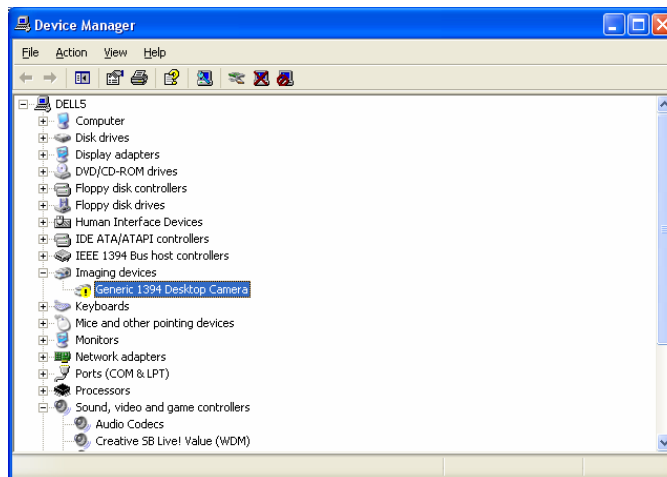 Device Manager
File Action View Help
DELL5
Computer
Disk drives
Display adapters
DVD/CD-ROM drives
Floppy disk controllers
Floppy disk drives
Human Interface Devices
IDE ATA/ATAPI controllers
IEEE 1394 Bus host controllers
Imaging devices
Generic 1394 Desktop Camera
Keyboards
Mice and other pointing devices
Monitors
Network adapters
Ports (COM & LPT)
Processors
Sound, video and game controllers
Audio Codecs
Creative SB Live! Value (WDM)